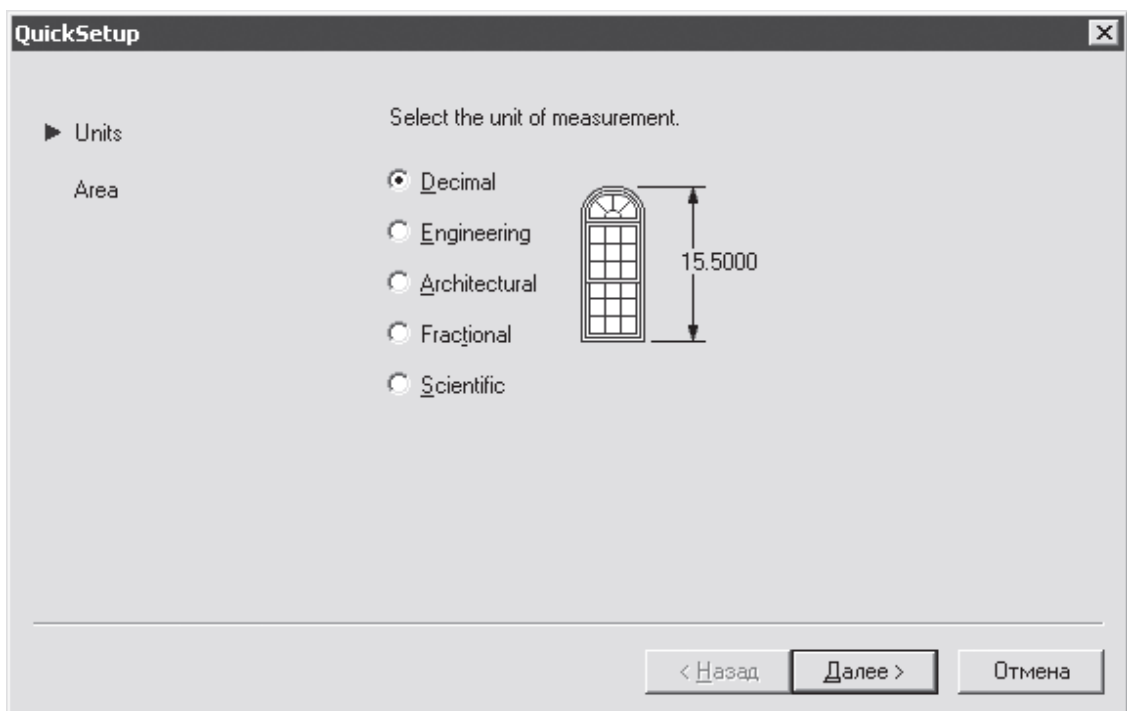 QuickSetup
Units
Area
Select the unit of measurement.
Decimal
Engineering
Architectural
Fractional
Scientific
15.5000
< Назад
Далее >
Отмена